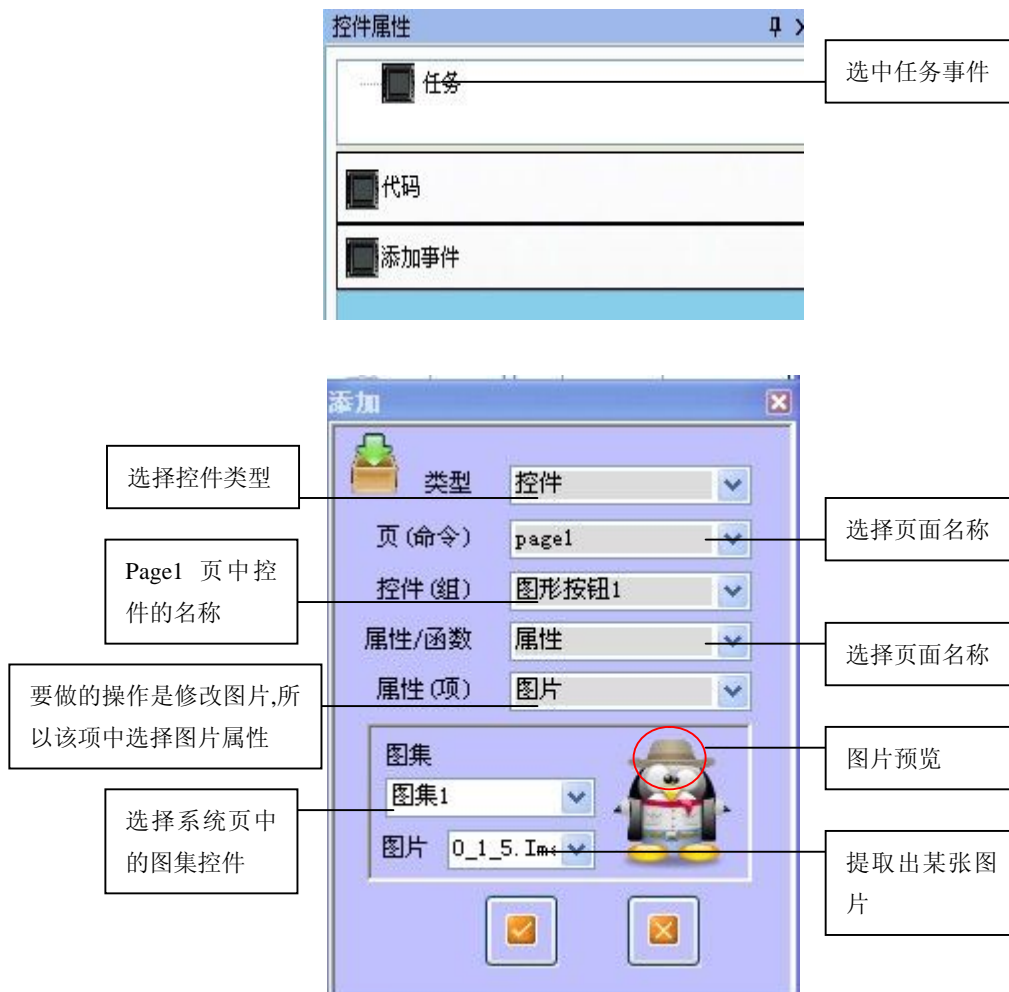 控件属性
任务
选中任务事件
代码
添加事件
添加
类型
控件
选择控件类型
页(命令)
page1
选择页面名称
控件(组)
图形按钮1
Page1 页中控
件的名称
属性/函数
属性
选择页面名称
属性(项)
图片
要做的操作是修改图片,所
以该项中选择图片属性
图集
图集1
图片预览
选择系统页中
的图集控件
图片
0_1_5.Im
提取出某张图
片